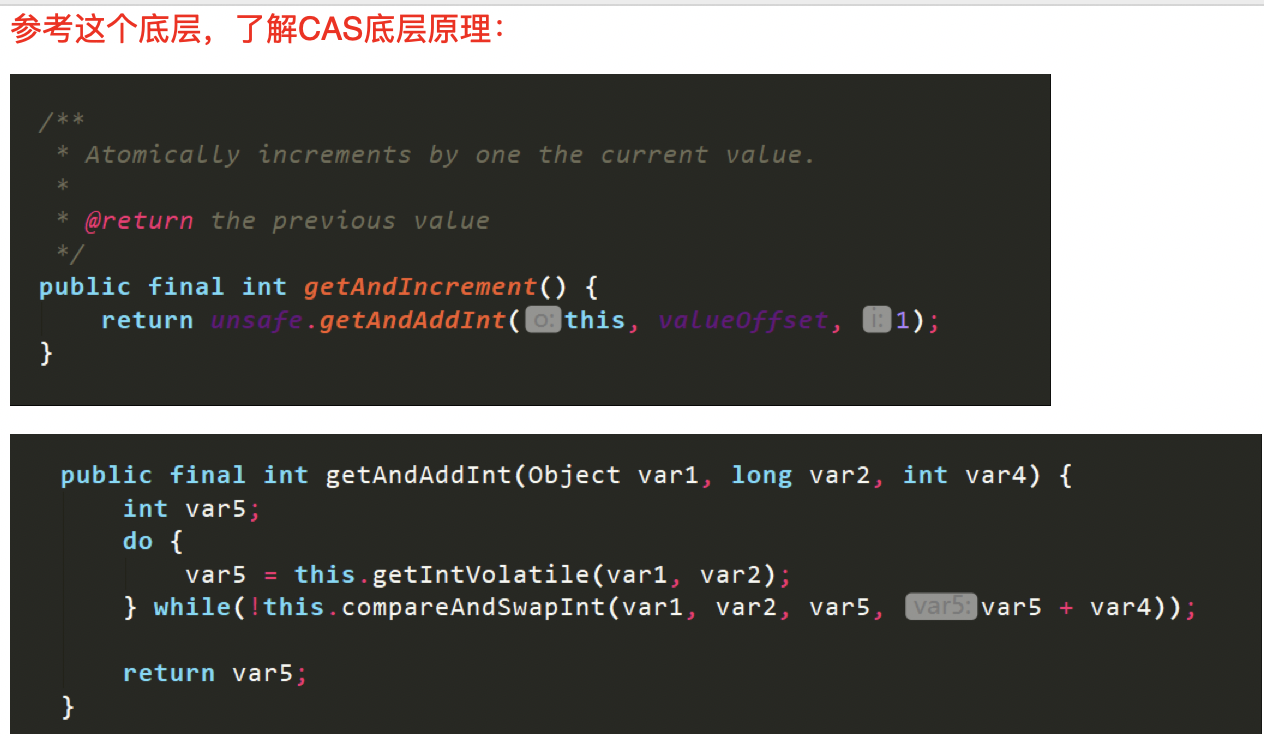 参考这个底层，了解CAS底层原理：
/**
 * Atomically increments by one the current value.
 *
 * @return the previous value
 */
public final int getAndIncrement() {
    return unsafe.getAndAddInt( o: this, valueOffset, i: 1);
}
public final int getAndAddInt(Object var1, long var2, int var4) {
    int var5;
    do {
        var5 = this.getIntVolatile(var1, var2);
    } while(!this.compareAndSwapInt(var1, var2, var5, var5: var5 + var4));
    return var5;
}